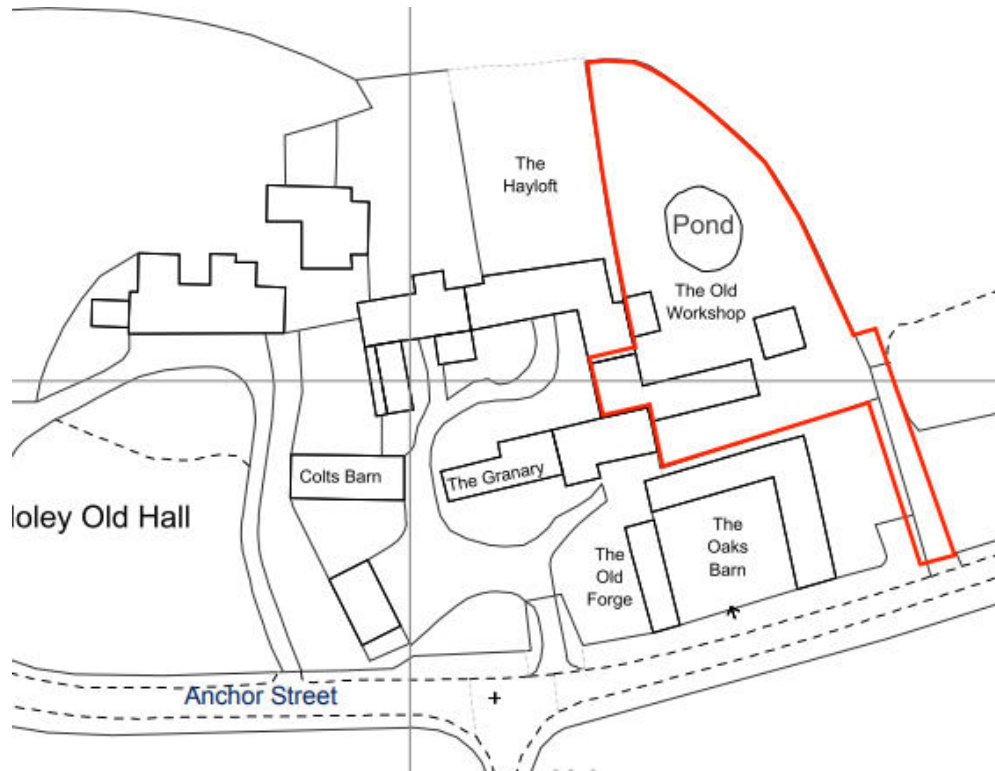 The
Hayloft
Pond
The Old
Workshop
Colts Barn
The Granary
loley Old Hall
The
Old
Forge
The
Oaks
Barn
Anchor Street